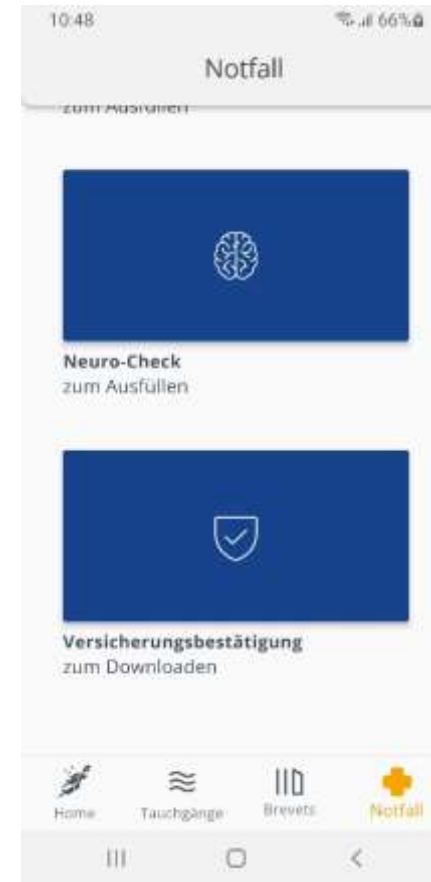 10:48 66%
Notfall
zum Ausfüllen
Neuro-Check
zum Ausfüllen
Versicherungsbestätigung
zum Downloaden
Home Tauchgänge Brevets Notfall